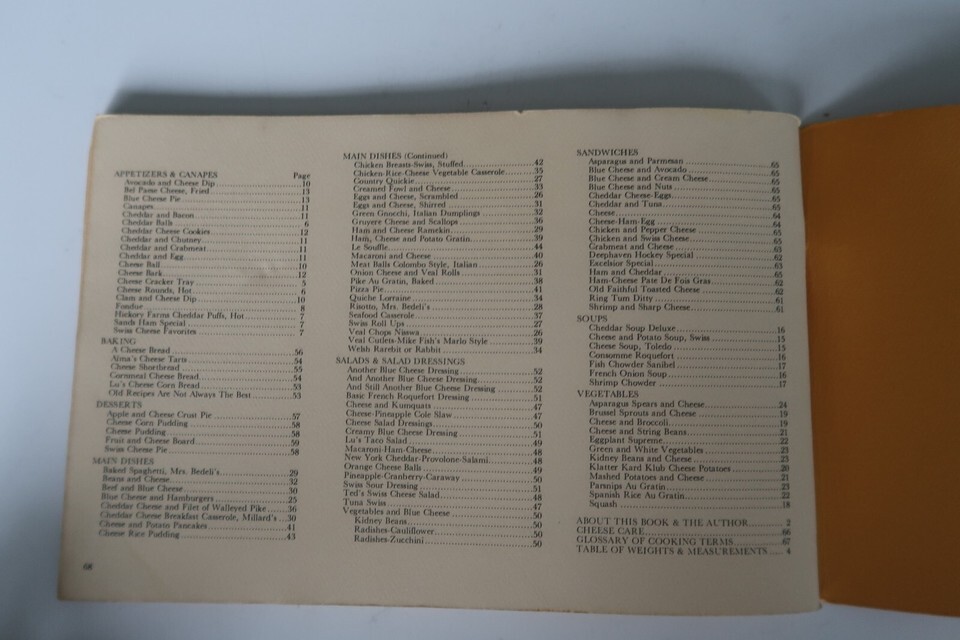 APPETIZERS & CANAPES Page
Avocado and Cheese Dip 10
Bel Paese Cheese, Fried 13
Blue Cheese Pie 13
Canapes 11
Cheddar and Bacon 11
Cheddar Balls 6
Cheddar Cheese Cookies 12
Cheddar and Chutney 11
Cheddar and Crabmeat 11
Cheddar and Egg 11
Cheese Ball 10
Cheese Bark 12
Cheese Cracker Tray 5
Cheese Rounds, Hot 6
Clam and Cheese Dip 10
Fondue 8
Hickory Farms Cheddar Puffs, Hot 7
Sands Ham Special 7
Swiss Cheese Favorites 7
BAKING
A Cheese Bread 56
Alma's Cheese Tarts 54
Cheese Shortbread 55
Cornmeal Cheese Bread 54
Lu's Cheese Corn Bread 53
Old Recipes Are Not Always The Best 53
DESSERTS
Apple and Cheese Crust Pie 57
Cheese Corn Pudding 58
Cheese Pudding 58
Fruit and Cheese Board 59
Swiss Cheese Pie 58
MAIN DISHES
Baked Spaghetti, Mrs. Bedeli's 29
Beans and Cheese 32
Beef and Blue Cheese 30
Blue Cheese and Hamburgers 25
Cheddar Cheese and Filet of Walleyed Pike 36
Cheddar Cheese Breakfast Casserole, Millard's 30
Cheese and Potato Pancakes 41
Cheese Rice Pudding 43
68
MAIN DISHES (Continued)
Chicken Breasts-Swiss, Stuffed 42
Chicken-Rice-Cheese Vegetable Casserole 35
Country Quickie 27
Creamed Fowl and Cheese 33
Eggs and Cheese, Scrambled 26
Eggs and Cheese, Shirred 31
Green Gnocchi, Italian Dumplings 32
Gruyere Cheese and Scallops 36
Ham and Cheese Ramekin 29
Ham, Cheese and Potato Gratin 39
Le Souffle 44
Macaroni and Cheese 40
Meat Balls Colombo Style, Italian 26
Onion Cheese and Veal Rolls 31
Pike Au Gratin, Baked 38
Pizza Pie 41
Quiche Lorraine 34
Risotto, Mrs. Bedeli's 28
Seafood Casserole 37
Swiss Roll Ups 27
Veal Chops Niswa 26
Veal Cutlets-Mike Fish's Marlo Style 39
Welsh Rarebit or Rabbit 34
SALADS & SALAD DRESSINGS
Another Blue Cheese Dressing 52
And Another Blue Cheese Dressing 52
And Still Another Blue Cheese Dressing 52
Basic French Roquefort Dressing 51
Cheese and Kumquats 47
Cheese-Pineapple Cole Slaw 47
Cheese Salad Dressings 50
Creamy Blue Cheese Dressing 51
Lu's Taco Salad 49
Macaroni-Ham-Cheese 48
New York Cheddar-Provolone-Salami 48
Orange Cheese Balls 49
Pineapple-Cranberry-Caraway 50
Swiss Sour Dressing 51
Ted's Swiss Cheese Salad 48
Tuna Swiss 47
Vegetables and Blue Cheese 50
Kidney Beans 50
Radishes-Cauliflower 50
Radishes-Zucchini 50
SANDWICHES
Asparagus and Parmesan 65
Blue Cheese and Avocado 65
Blue Cheese and Cream Cheese 65
Blue Cheese and Nuts 65
Cheddar Cheese-Eggs 65
Cheddar and Tuna 65
Cheese 64
Cheese-Ham-Egg 64
Chicken and Pepper Cheese 65
Chicken and Swiss Cheese 65
Crabmeat and Cheese 63
Deephaven Hockey Special 62
Excelsior Special 63
Ham and Cheddar 65
Ham-Cheese Pate De Fois Gras 62
Old Faithful Toasted Cheese 62
Ring Tum Ditty 61
Shrimp and Sharp Cheese 61
SOUPS
Cheddar Soup Deluxe 16
Cheese and Potato Soup, Swiss 15
Cheese Soup, Toledo 15
Consomme Roquefort 16
Fish Chowder Sanibel 17
French Onion Soup 16
Shrimp Chowder 17
VEGETABLES
Asparagus Spears and Cheese 24
Brussel Sprouts and Cheese 19
Cheese and Broccoli 19
Cheese and String Beans 21
Eggplant Supreme 22
Green and White Vegetables 23
Kidney Beans and Cheese 23
Klatter Kard Klub Cheese Potatoes 20
Mashed Potatoes and Cheese 21
Parsnips Au Gratin 23
Spanish Rice Au Gratin 22
Squash 18
ABOUT THIS BOOK & THE AUTHOR 2
CHEESE CARE 66
GLOSSARY OF COOKING TERMS 67
TABLE OF WEIGHTS & MEASUREMENTS 4